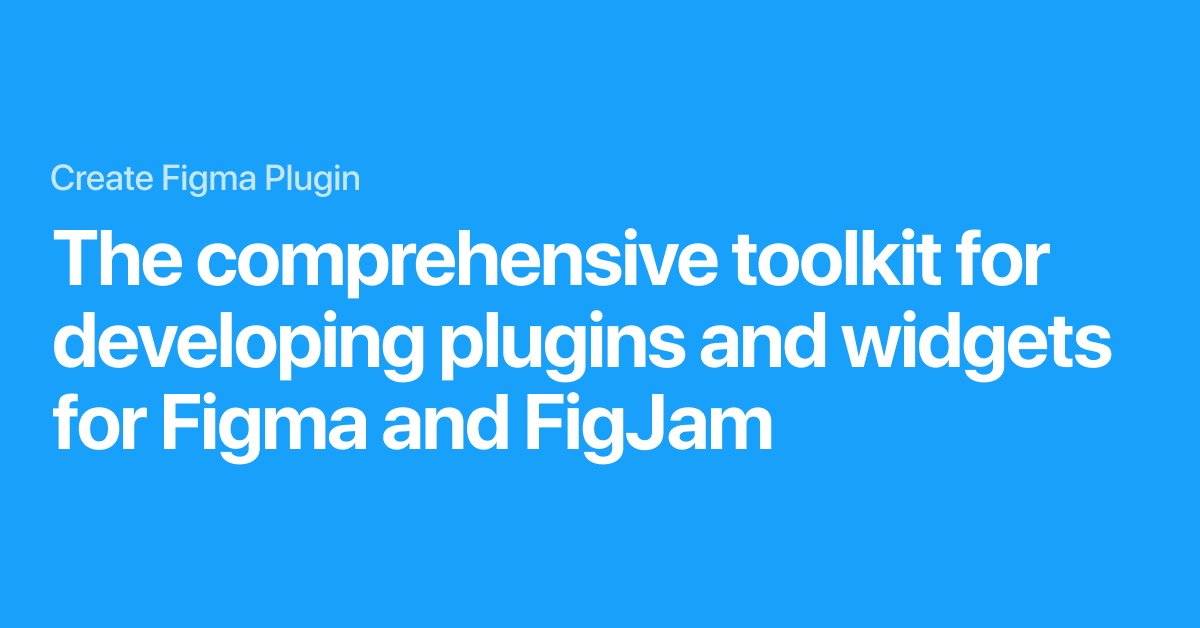 Create Figma Plugin
The comprehensive toolkit for
developing plugins and widgets
for Figma and FigJam